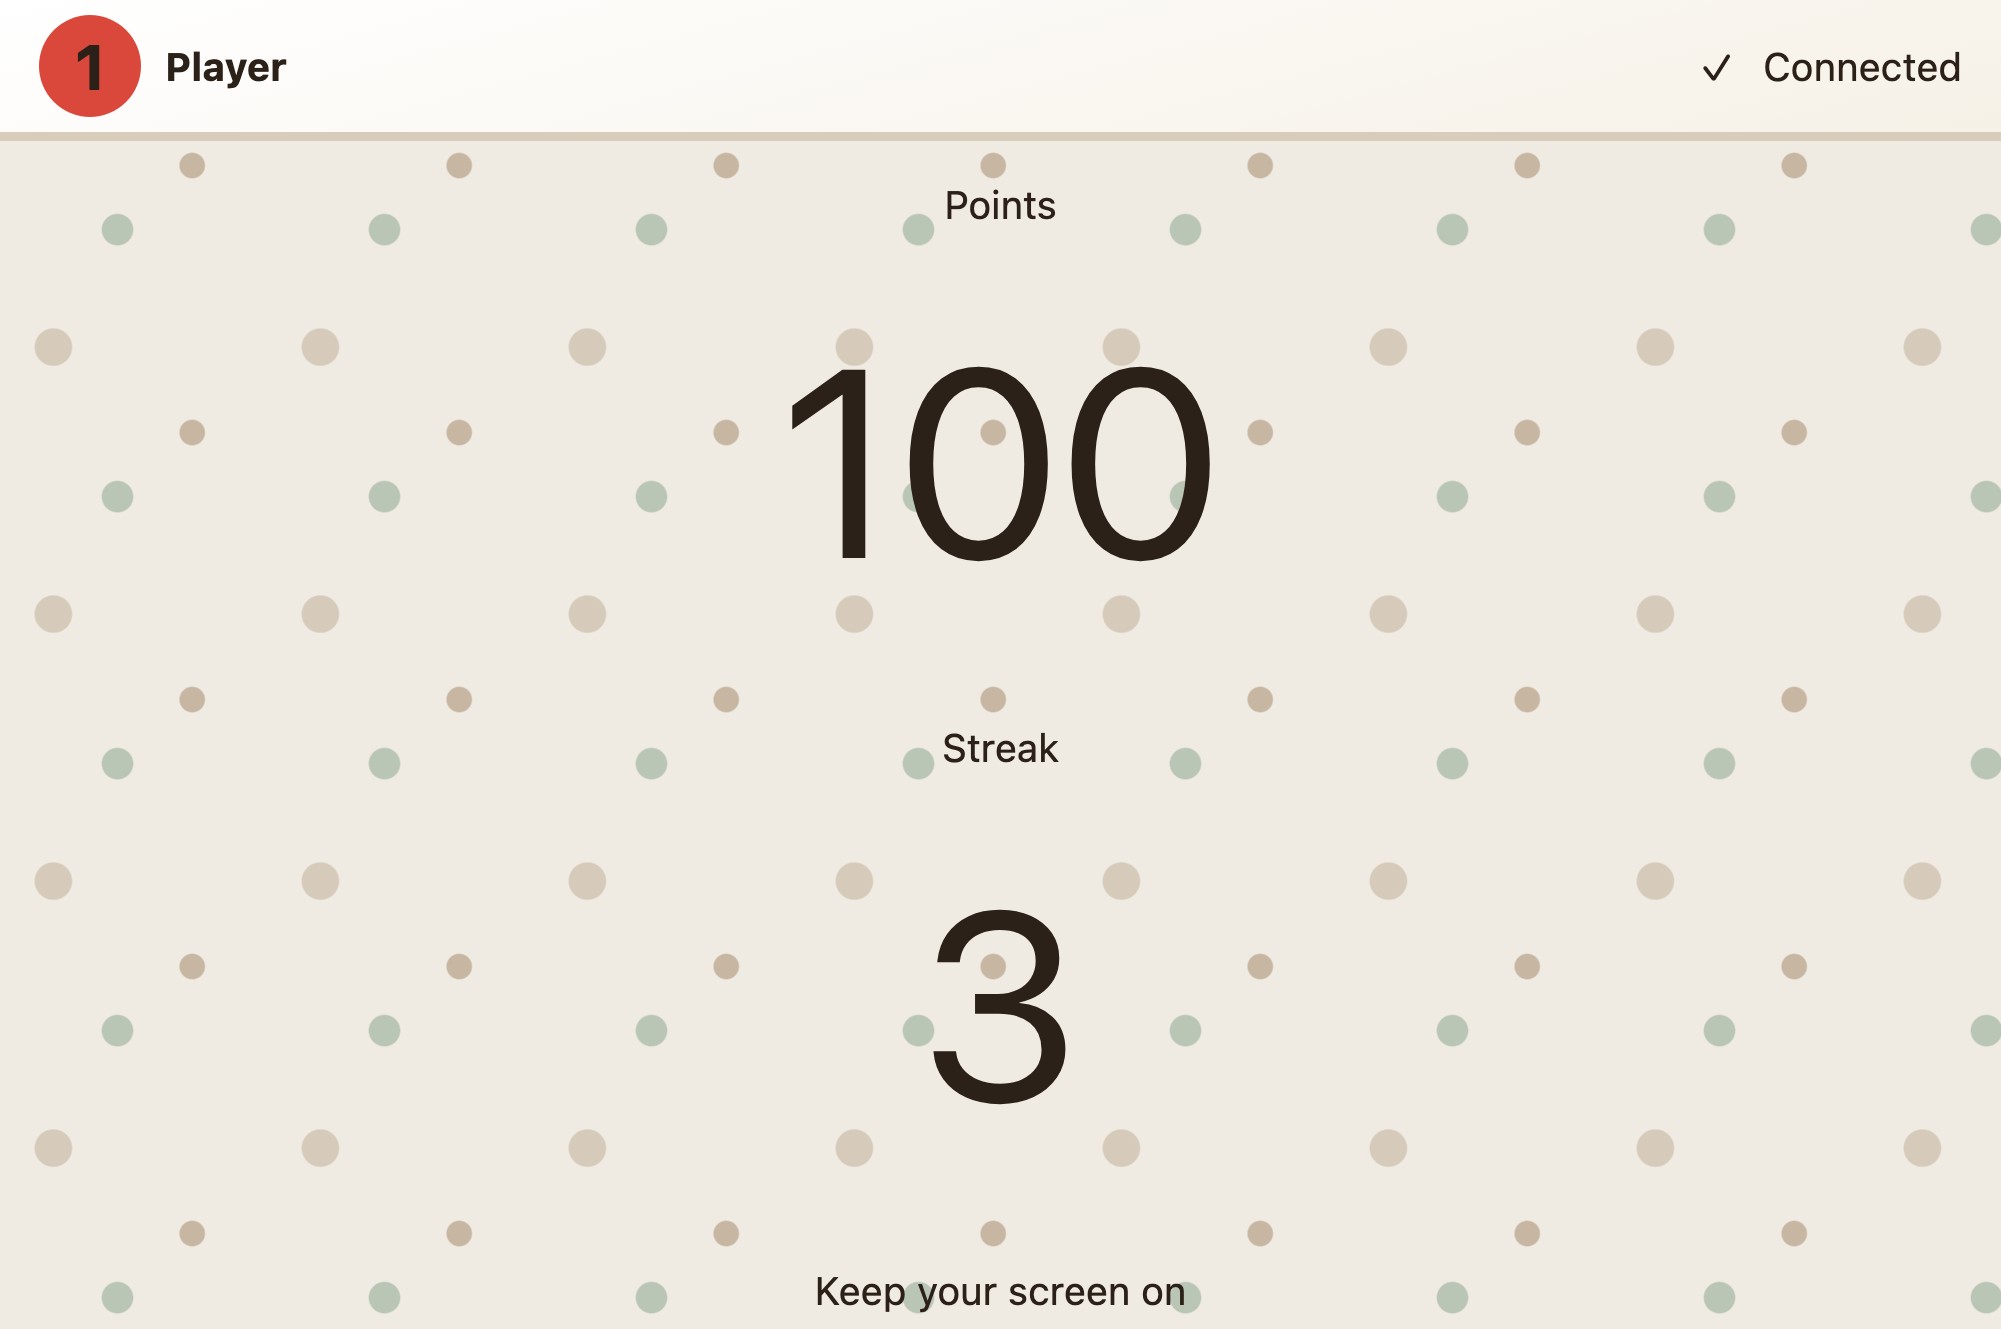 1 Player
✓ Connected
Points
100
Streak
3
Keep your screen on